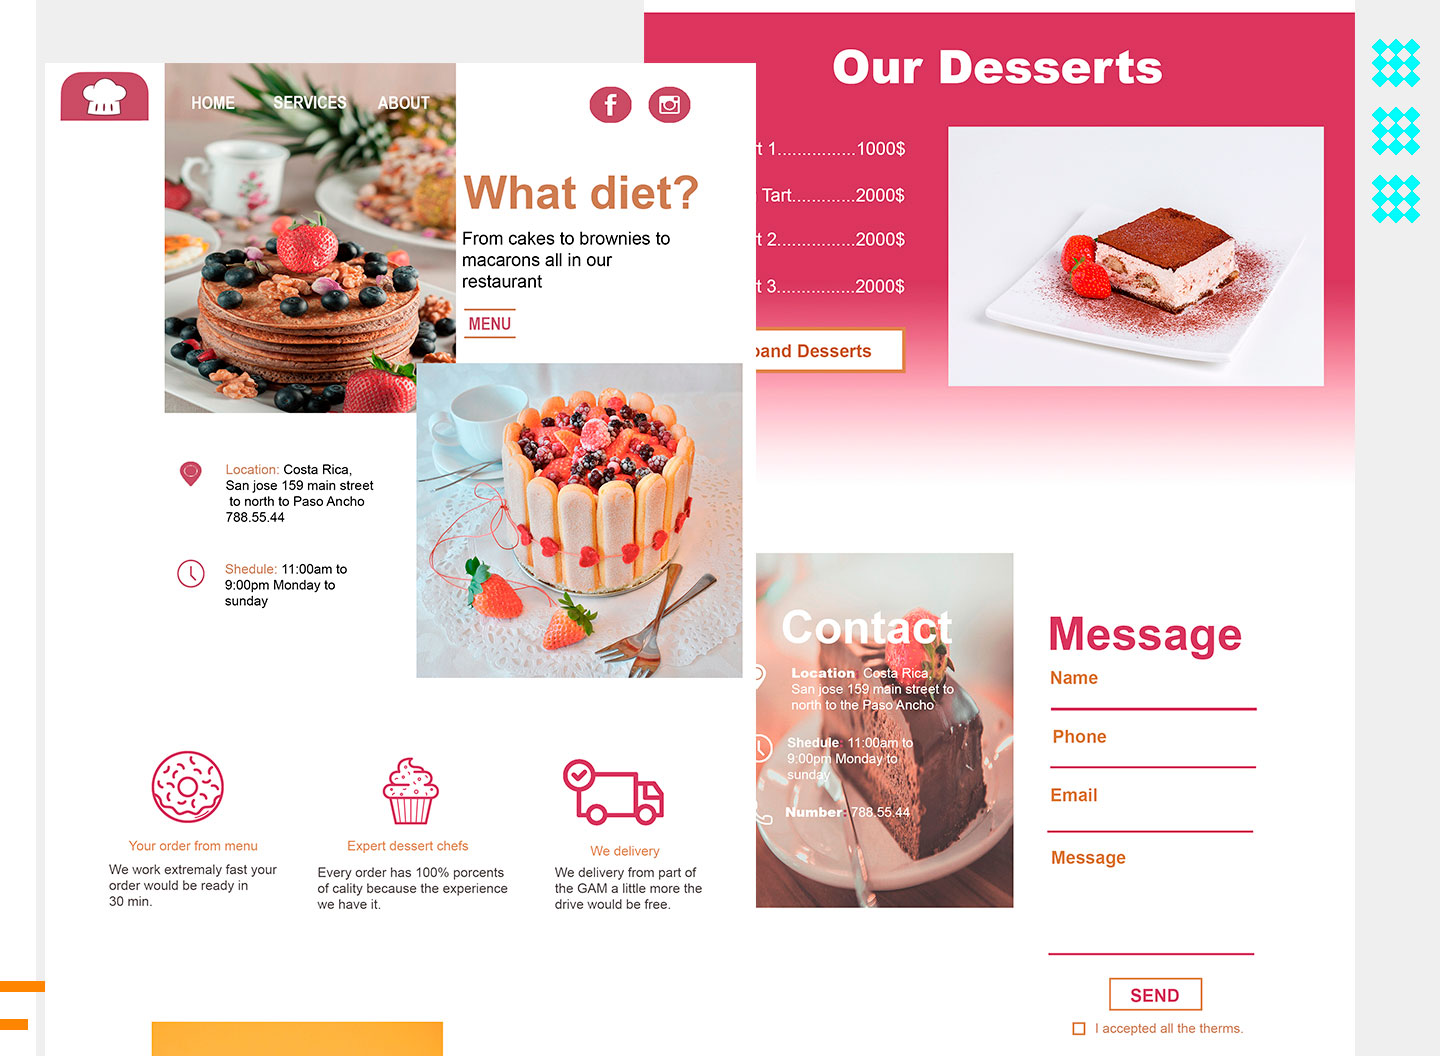 HOME SERVICES ABOUT
What diet?
From cakes to brownies to
macarons all in our
restaurant
MENU
Location: Costa Rica,
San jose 159 main street
to north to Paso Ancho
788.55.44
Shedule: 11:00am to
9:00pm Monday to
sunday
Your order from menu
We work extremaly fast your
order would be ready in
30 min.
Expert dessert chefs
Every order has 100% porcents
of cality because the experience
we have it.
We delivery
We delivery from part of
the GAM a little more the
drive would be free.
Our Desserts
t 1................1000$
Tart.............2000$
t 2................2000$
t 3................2000$
and Desserts
Contact
Location Costa Rica,
San jose 159 main street to
north to the Paso Ancho
Shedule 11:00am to
9:00pm Monday to
sunday
Number 788.55.44
Message
Name
Phone
Email
Message
SEND
I accepted all the therms.